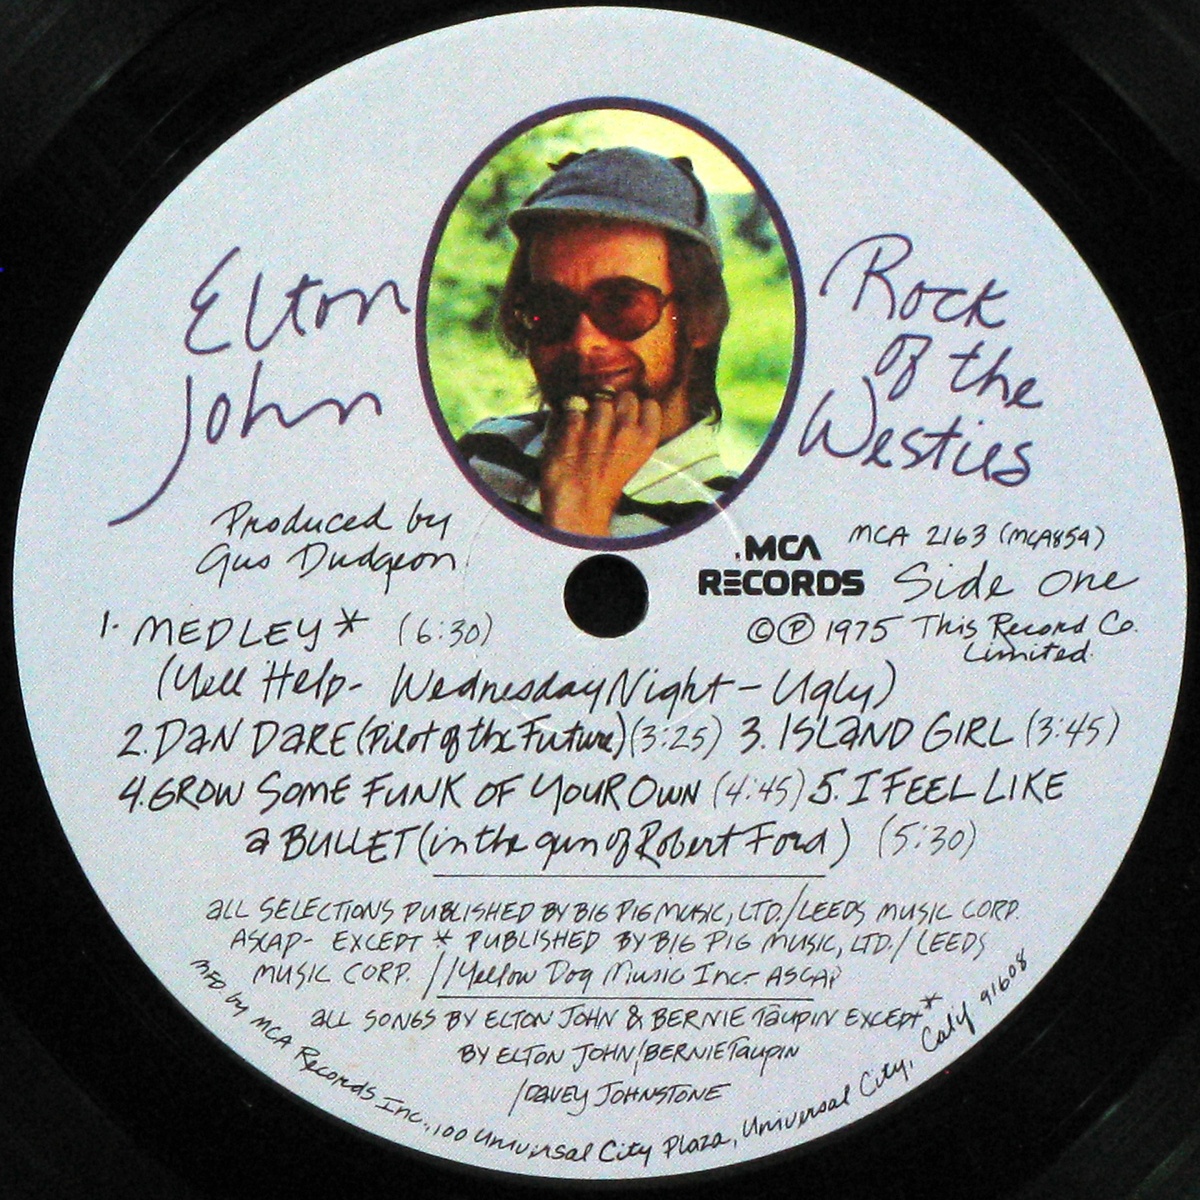 Elton
John
Rock
of the
Westies
Produced by
Gus Dudgeon
MCA
RECORDS
MCA 2163 (MCA854)
Side One
©℗ 1975 This Record Co.
Limited.
1. MEDLEY* (6:30)
(Yell Help- Wednesday Night - Ugly)
2. DAN DARE (Pilot of the Future) (3:25) 3. ISLAND GIRL (3:45)
4. GROW SOME FUNK OF YOUR OWN (4:45) 5. I FEEL LIKE
a BULLET (in the gun of Robert Ford) (5:30)
ALL SELECTIONS PUBLISHED BY BIG PIG MUSIC, LTD./LEEDS MUSIC CORP.
ASCAP- EXCEPT * PUBLISHED BY BIG PIG MUSIC, LTD./LEEDS
MUSIC CORP. //Yellow Dog Music Inc- ASCAP
ALL SONGS BY ELTON JOHN & BERNIE TAUPIN EXCEPT *
BY ELTON JOHN/BERNIE TAUPIN
/DAVEY JOHNSTONE
MFD by MCA Records Inc., 100 Universal City Plaza, Universal City, Calif 91608